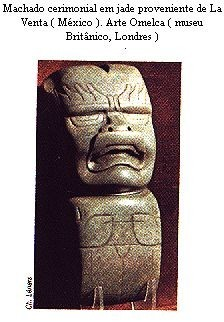 Machado cerimonial em jade proveniente de La
Venta ( México ). Arte Omelca ( museu
Britânico, Londres )